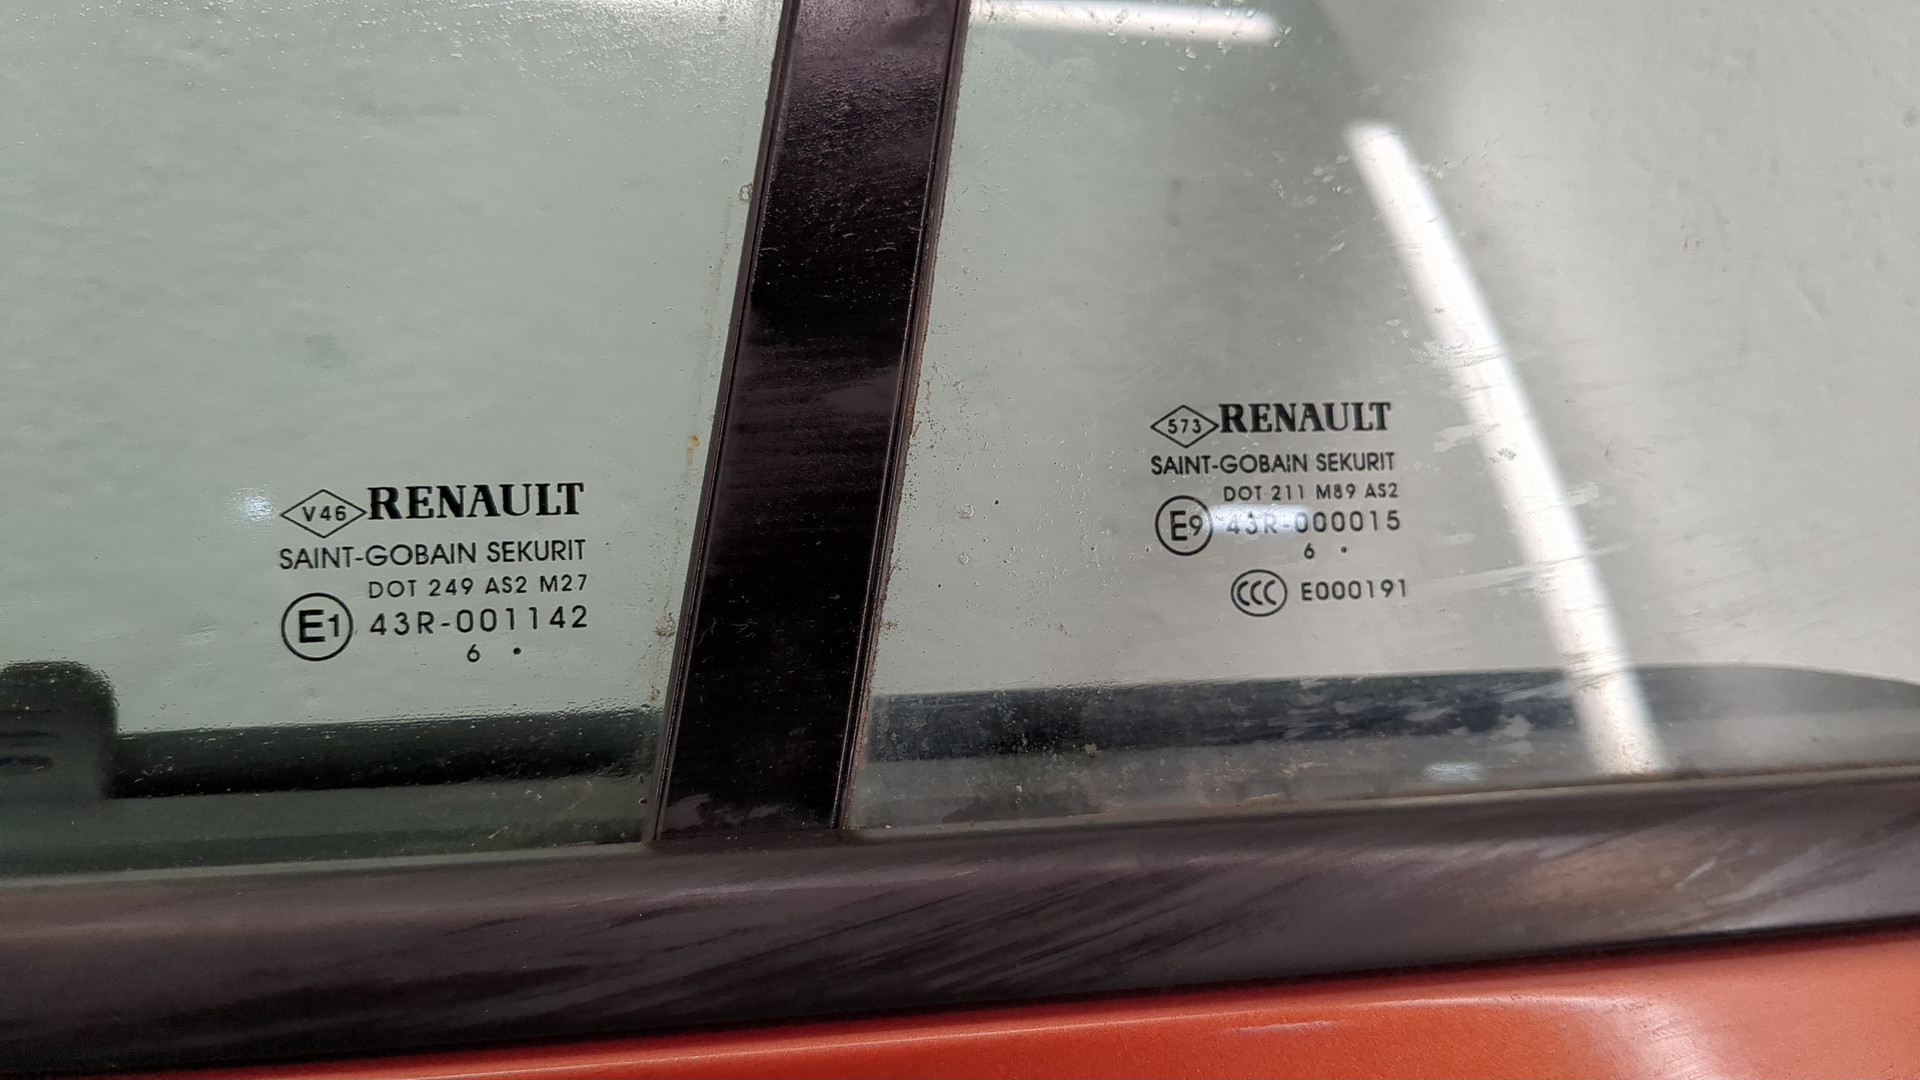 V46 RENAULT
SAINT-GOBAIN SEKURIT
DOT 249 AS2 M27
E1 43R-001142
6 •
573 RENAULT
SAINT-GOBAIN SEKURIT
DOT 211 M89 AS2
E9 43R-000015
6 •
CCC E000191